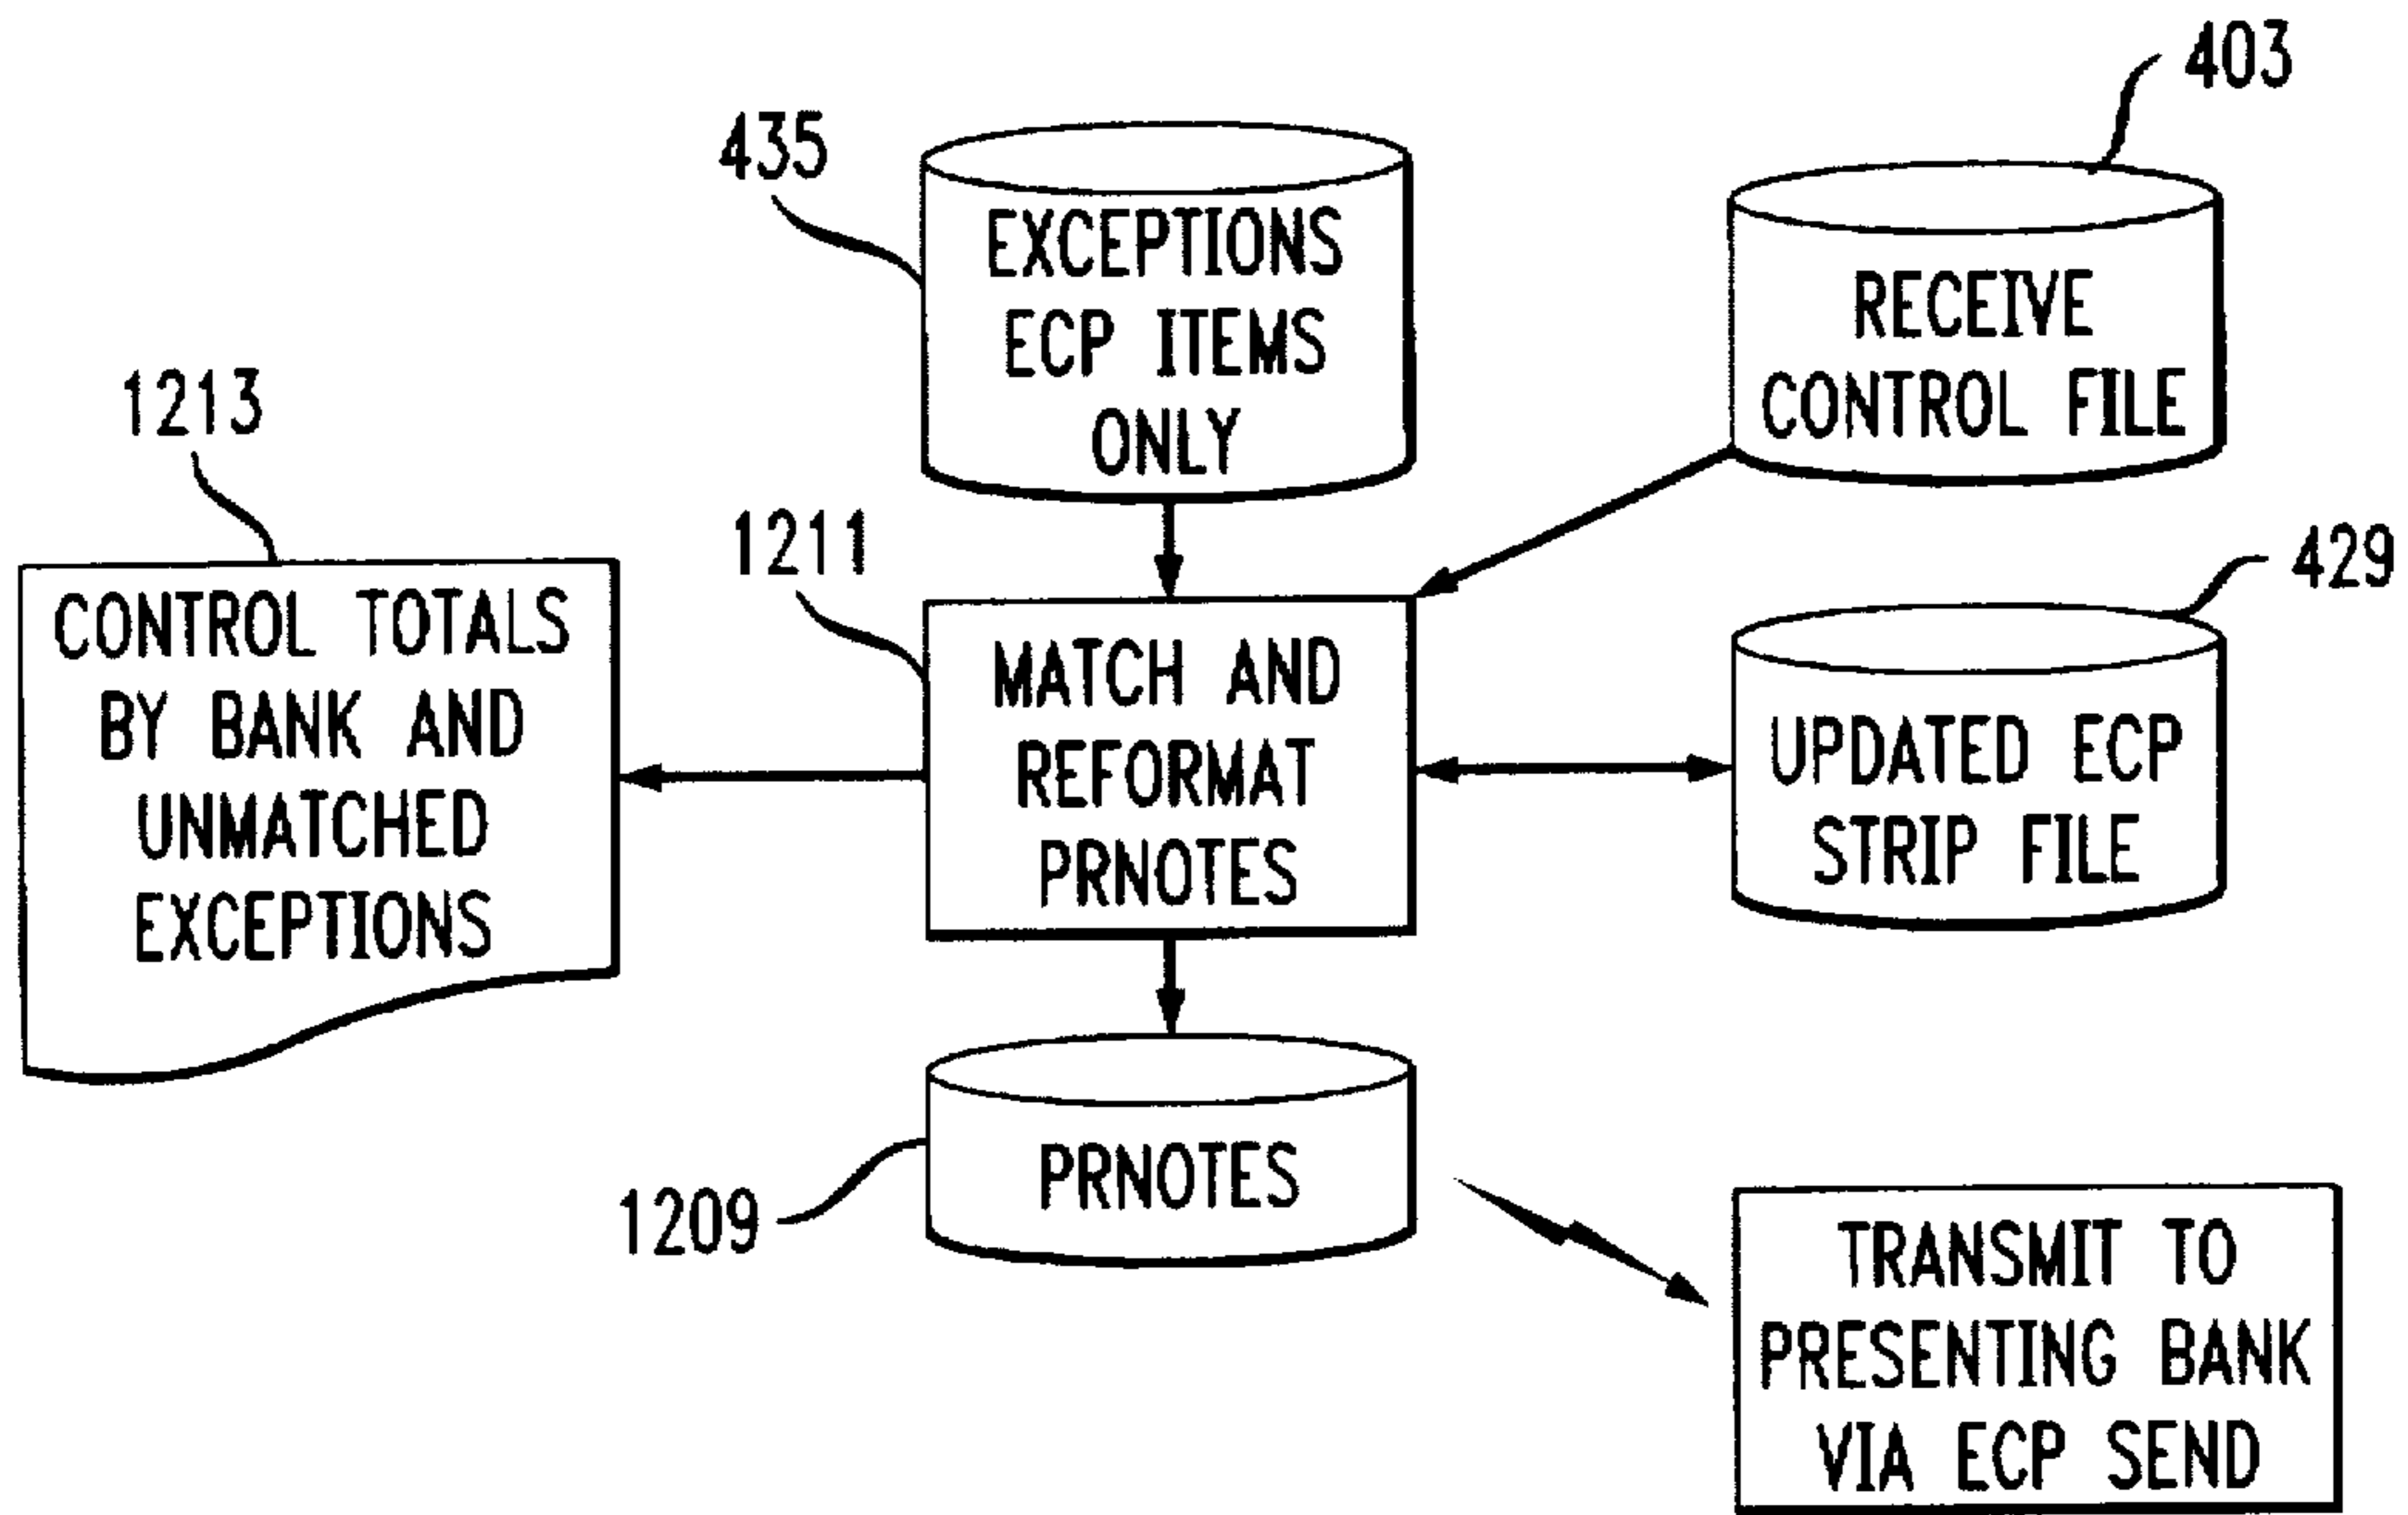 403
435
EXCEPTIONS
ECP ITEMS
ONLY
RECEIVE
CONTROL FILE
1213
1211
429
CONTROL TOTALS
BY BANK AND
UNMATCHED
EXCEPTIONS
MATCH AND
REFORMAT
PRNOTES
UPDATED ECP
STRIP FILE
1209
PRNOTES
TRANSMIT TO
PRESENTING BANK
VIA ECP SEND